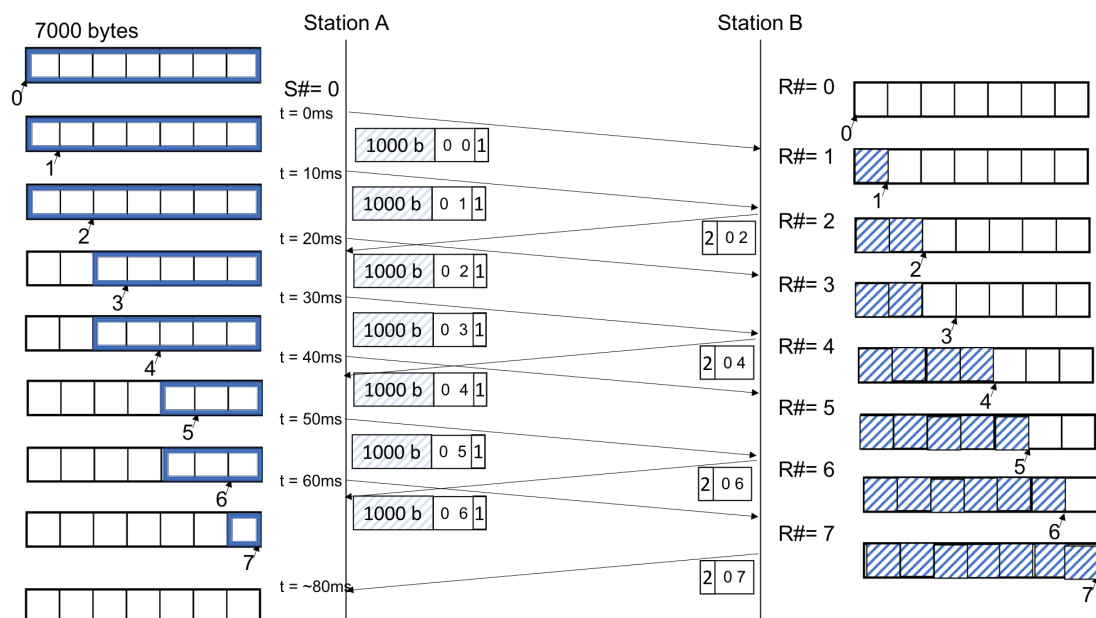 7000 bytes
Station A
Station B
S#= 0
R#= 0
0
0
t = 0ms
1000 b 0 0 1
R#= 1
1
1
t = 10ms
1000 b 0 1 1
R#= 2
2
2
2 0 2
t = 20ms
1000 b 0 2 1
R#= 3
3
3
t = 30ms
1000 b 0 3 1
R#= 4
4
4
2 0 4
t = 40ms
1000 b 0 4 1
R#= 5
5
5
t = 50ms
1000 b 0 5 1
R#= 6
6
6
2 0 6
t = 60ms
1000 b 0 6 1
R#= 7
7
7
2 0 7
t = ~80ms